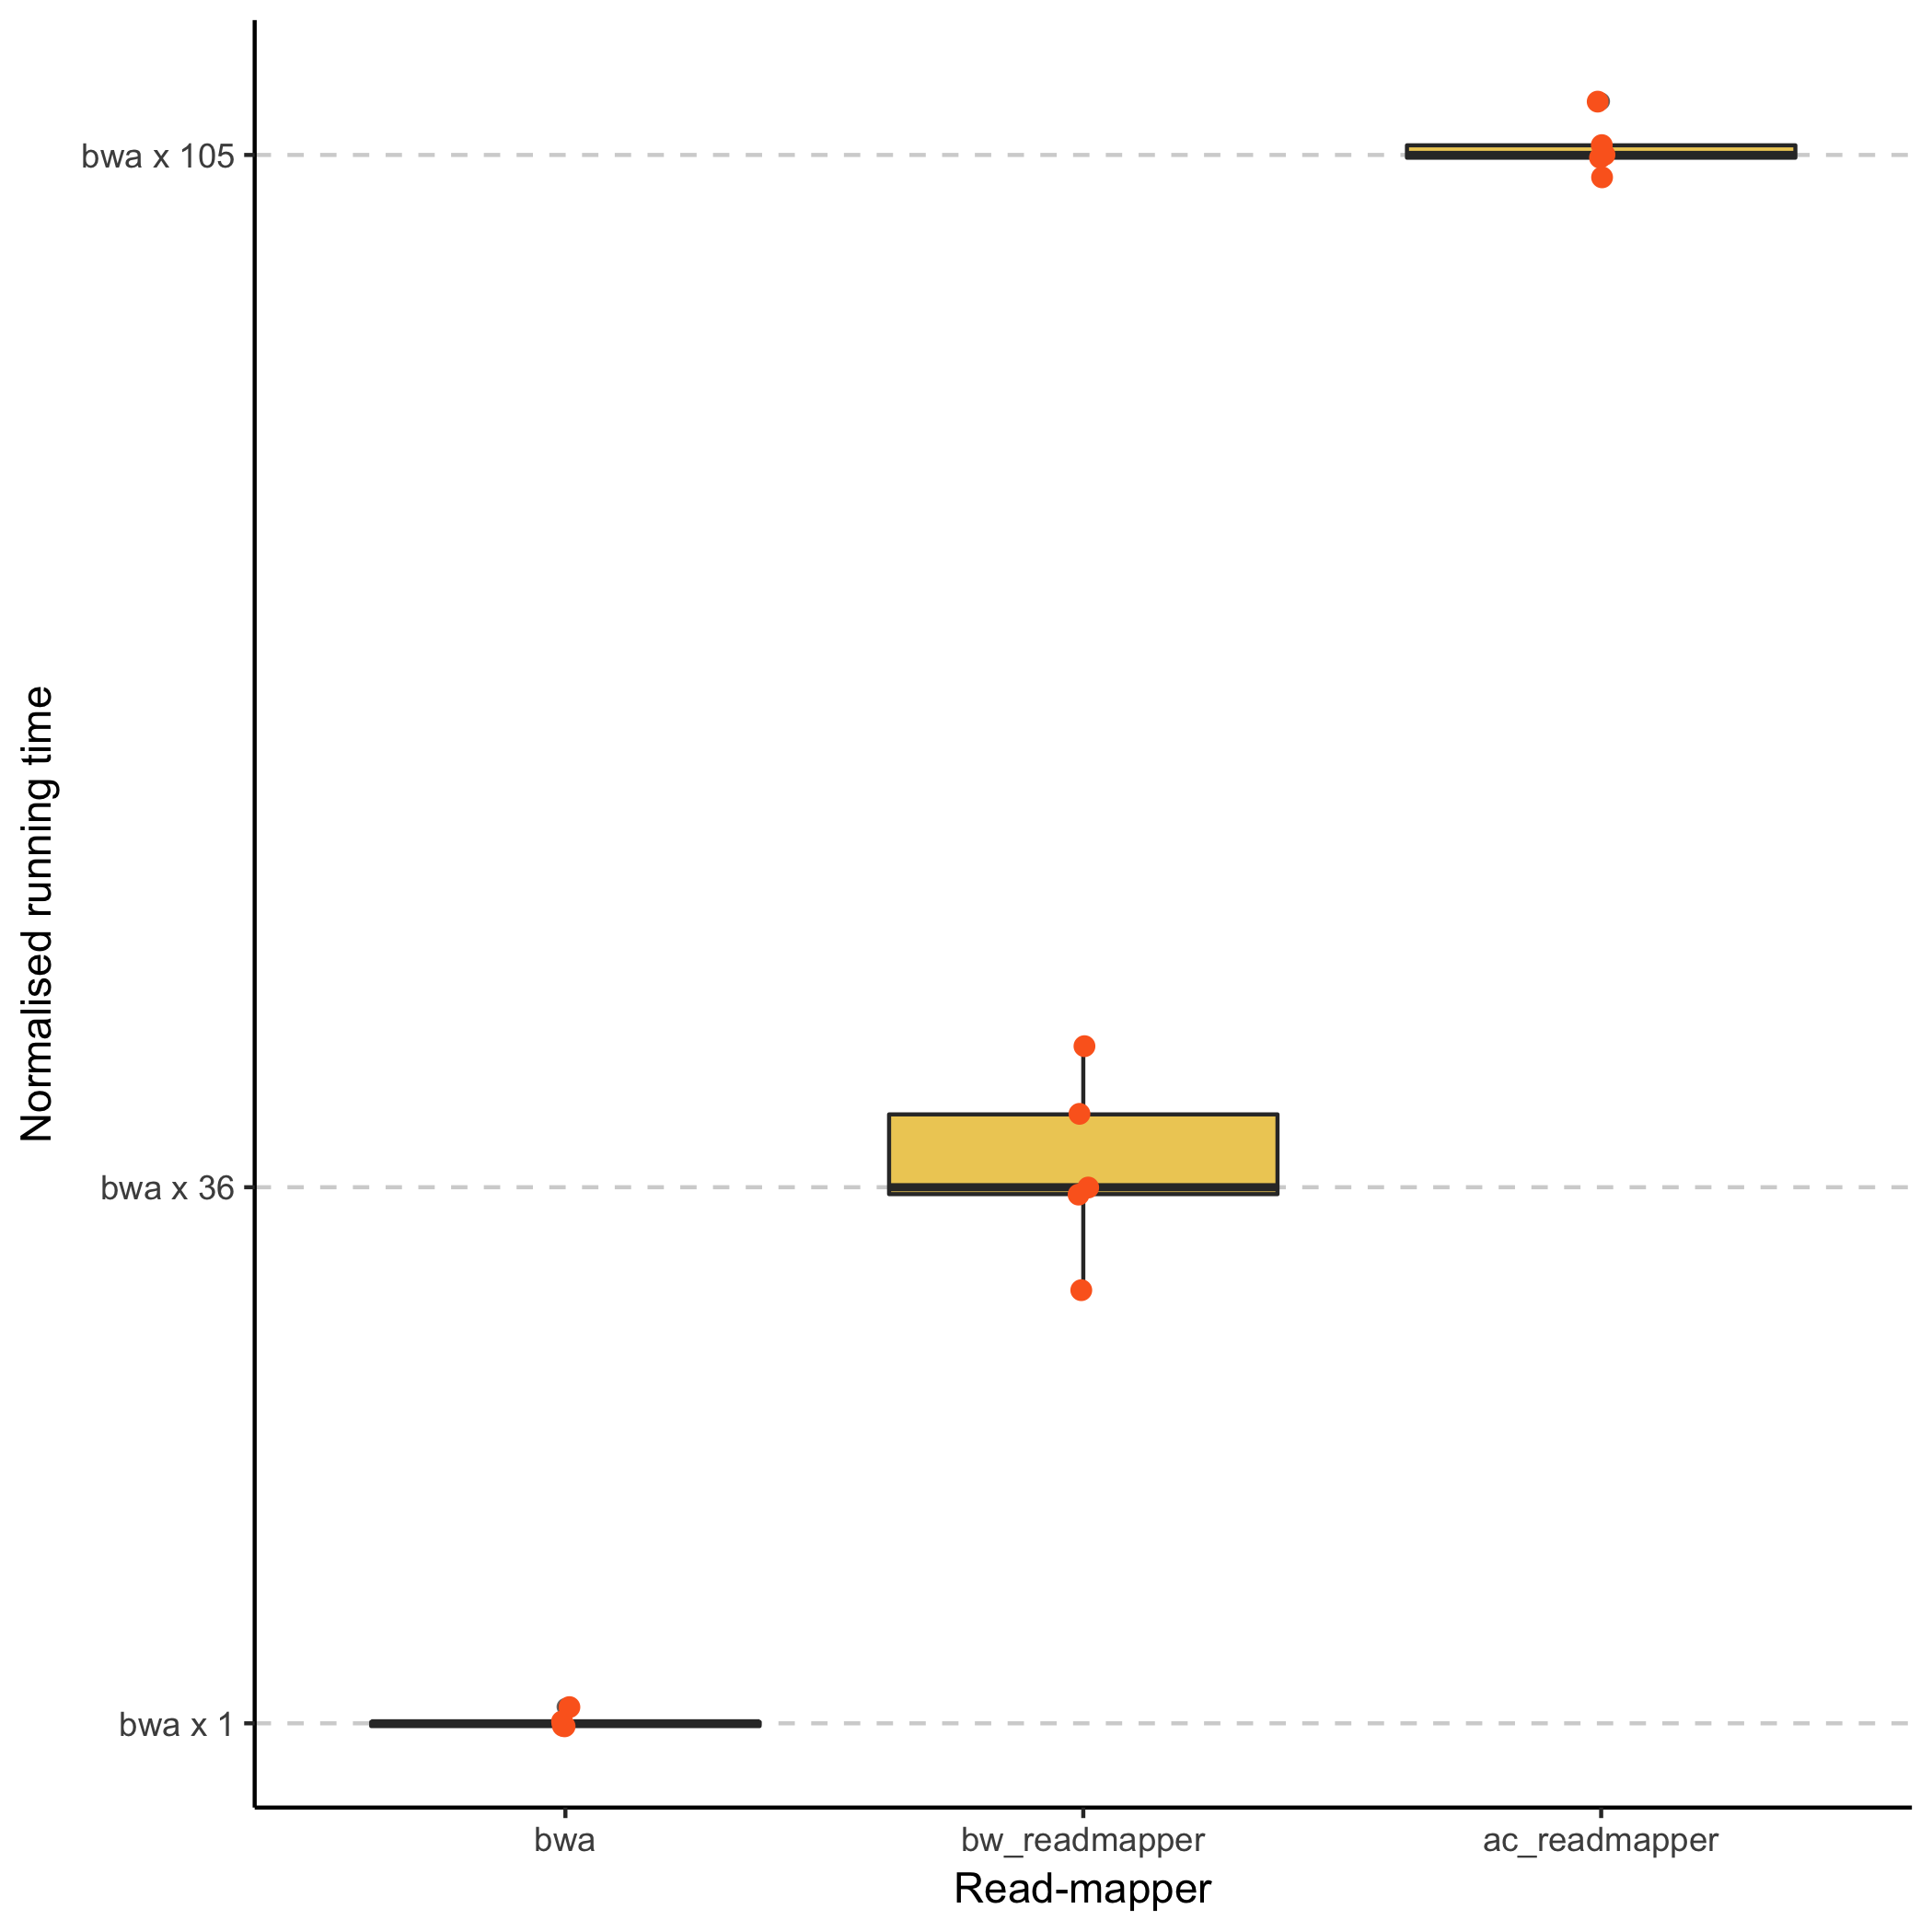 Normalised running time
bwa x 105
bwa x 36
bwa x 1
bwa
bw_readmapper
ac_readmapper
Read-mapper